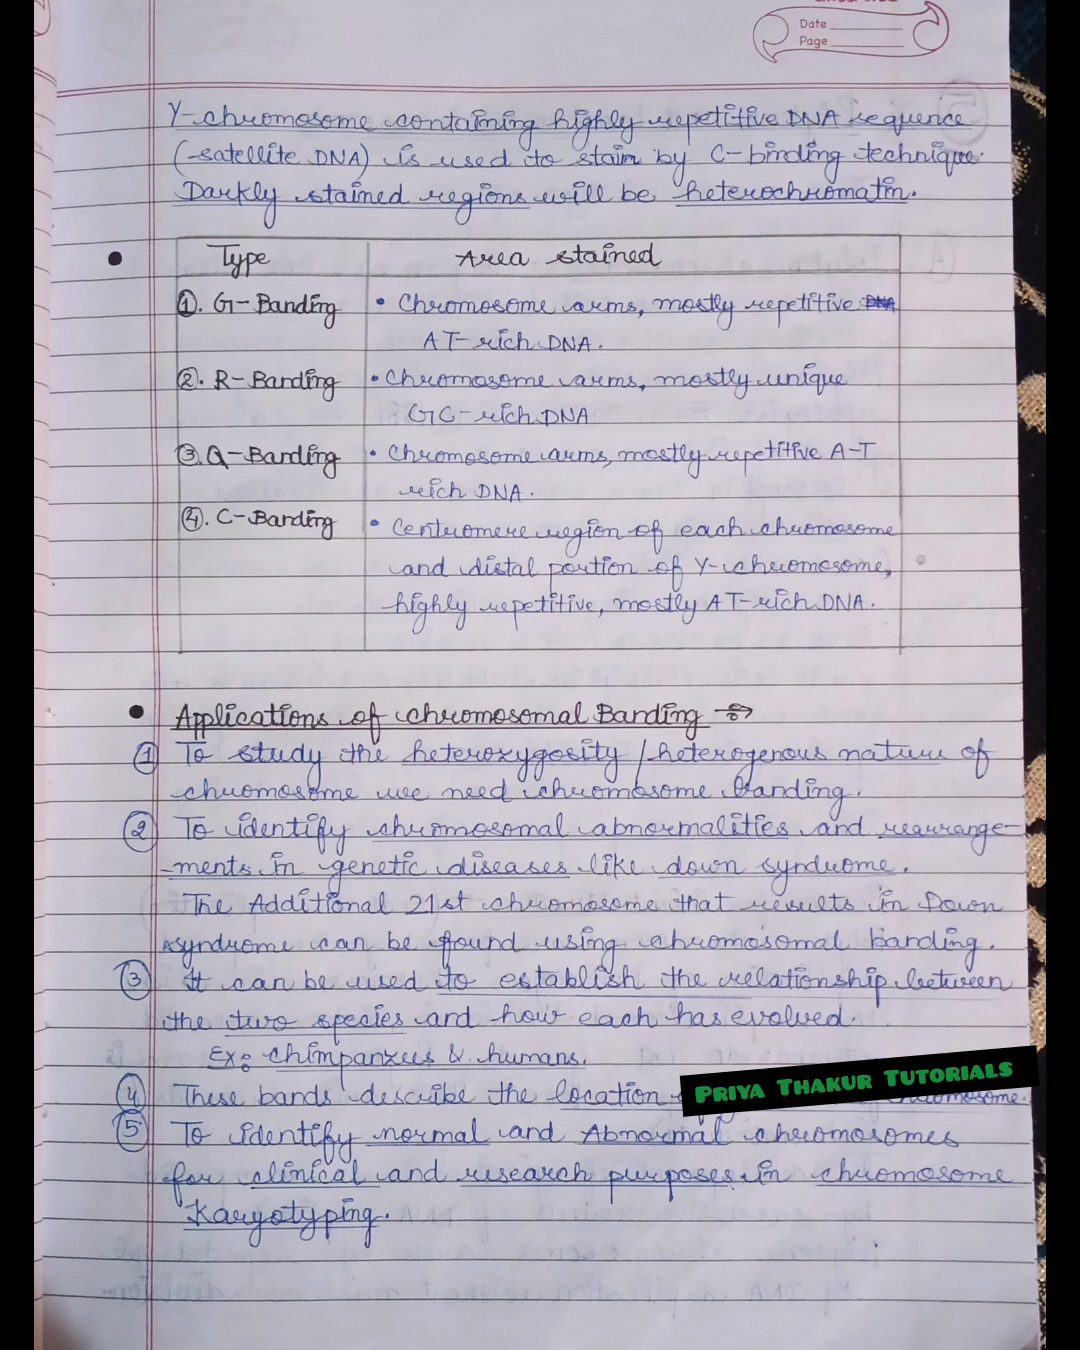 Date
Page
Y-chromosome containing highly repetitive DNA sequence
(-satellite DNA) is used to stain by C-binding technique.
Darkly stained regions will be heterochromatin.
Type Area stained
①. G-Banding • Chromosome arms, mostly repetitive
AT-rich DNA.
②. R-Banding • Chromosome arms, mostly unique
GC-rich DNA
③. Q-Banding • Chromosome arms, mostly repetitive A-T
rich DNA.
④. C-Banding • Centromere region of each chromosome
and distal portion of Y-chromosome,
highly repetitive, mostly AT-rich DNA.
• Applications of chromosomal Banding →
① To study the heterozygosity / heterogenous nature of
chromosome we need chromosome banding.
② To identify chromosomal abnormalities and rearrange-
-ments in genetic diseases like down syndrome.
The Additional 21st chromosome that results in Down
syndrome can be found using chromosomal banding.
③ It can be used to establish the relationship between
the two species and how each has evolved.
Ex: chimpanzees & humans.
④ These bands describe the location chromosome.
PRIYA THAKUR TUTORIALS
⑤ To identify normal and Abnormal chromosomes
for clinical and research purposes in chromosome
Karyotyping.